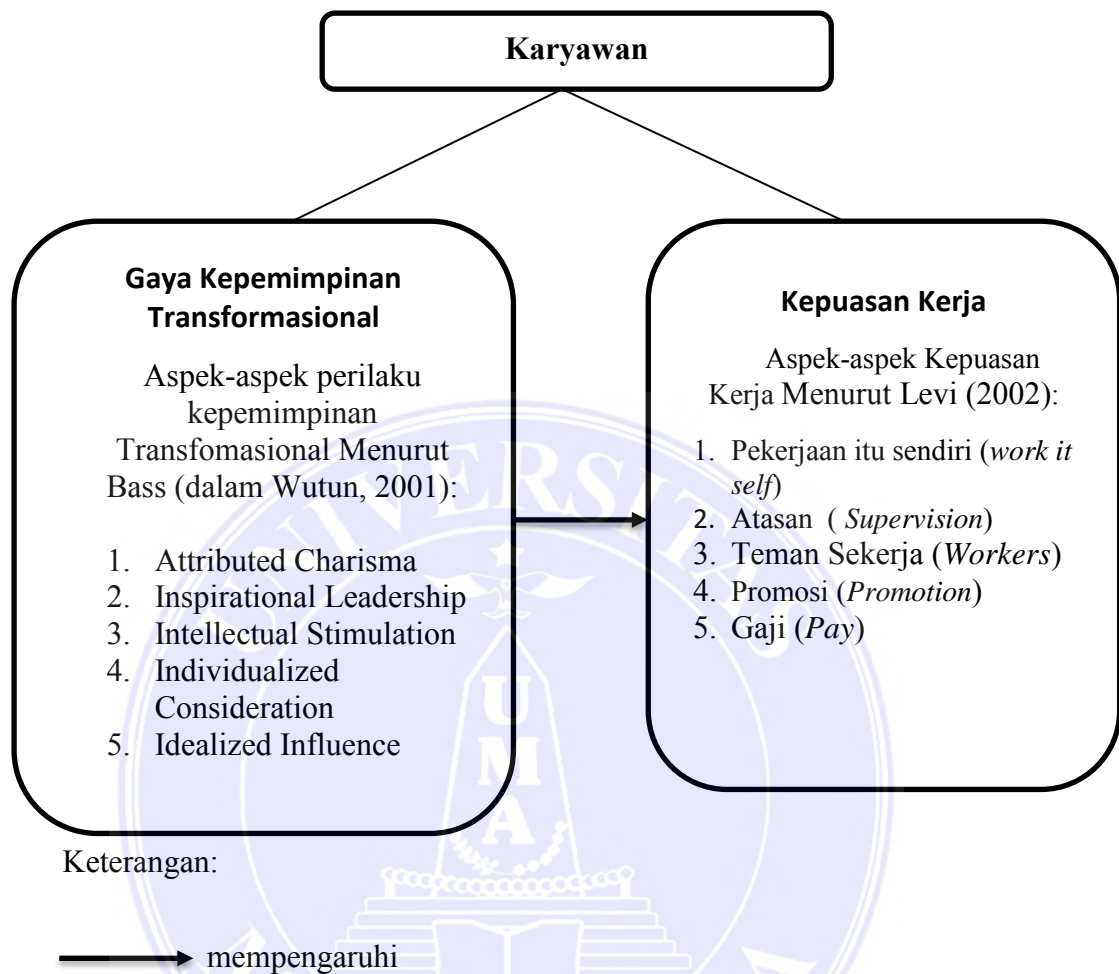 Karyawan
Gaya Kepemimpinan
Transformasional
Aspek-aspek perilaku
kepemimpinan
Transfomasional Menurut
Bass (dalam Wutun, 2001):
1. Attributed Charisma
2. Inspirational Leadership
3. Intellectual Stimulation
4. Individualized
Consideration
5. Idealized Influence
Kepuasan Kerja
Aspek-aspek Kepuasan
Kerja Menurut Levi (2002):
1. Pekerjaan itu sendiri (work it
self)
2. Atasan ( Supervision)
3. Teman Sekerja (Workers)
4. Promosi (Promotion)
5. Gaji (Pay)
Keterangan:
mempengaruhi
UNIVERSITAS
UMA